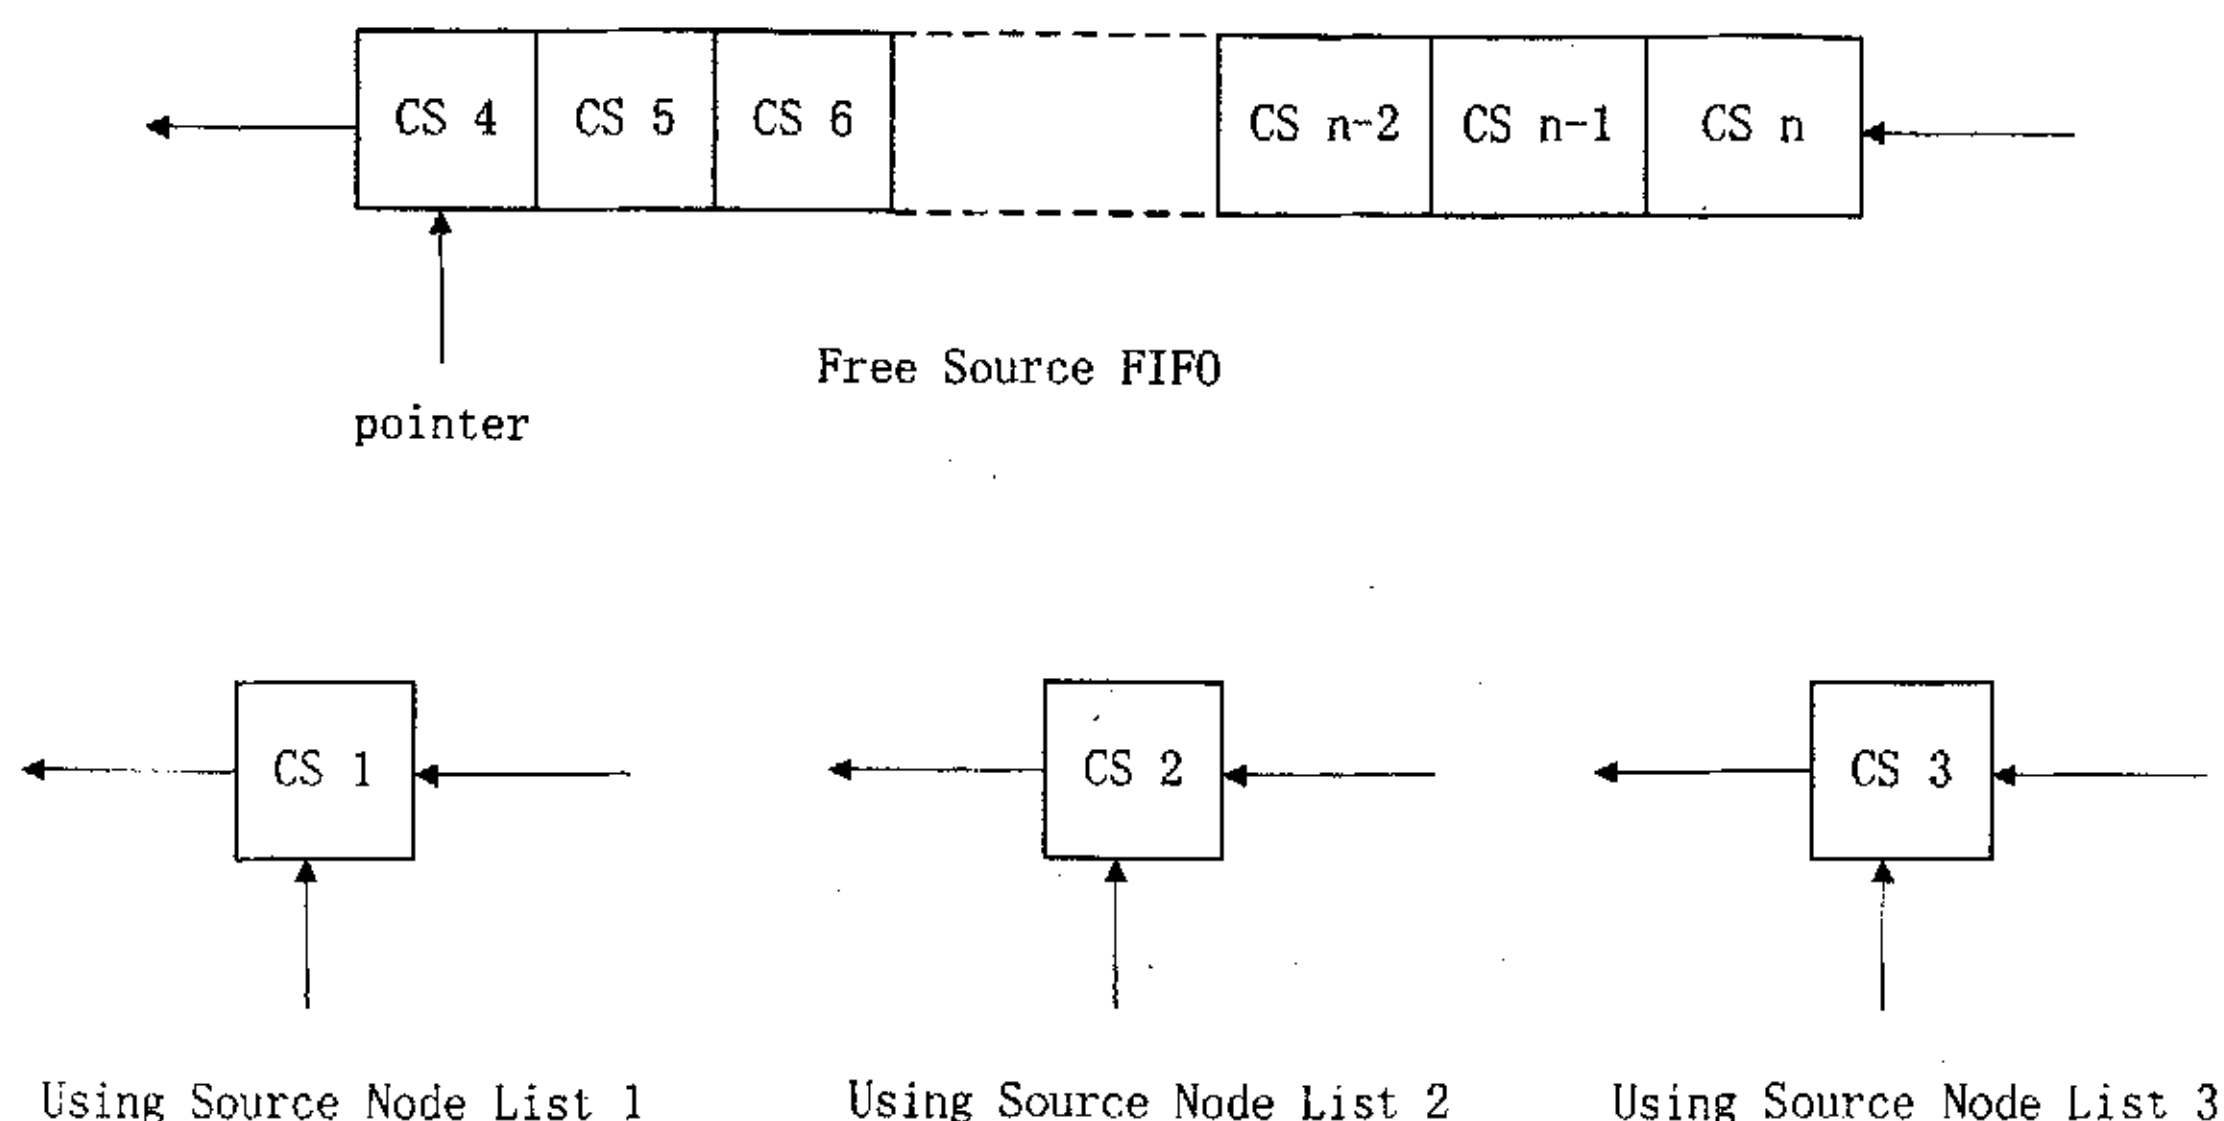 CS 4 CS 5 CS 6 CS n-2 CS n-1 CS n
Free Source FIFO
pointer
CS 1 CS 2 CS 3
Using Source Node List 1 Using Source Node List 2 Using Source Node List 3